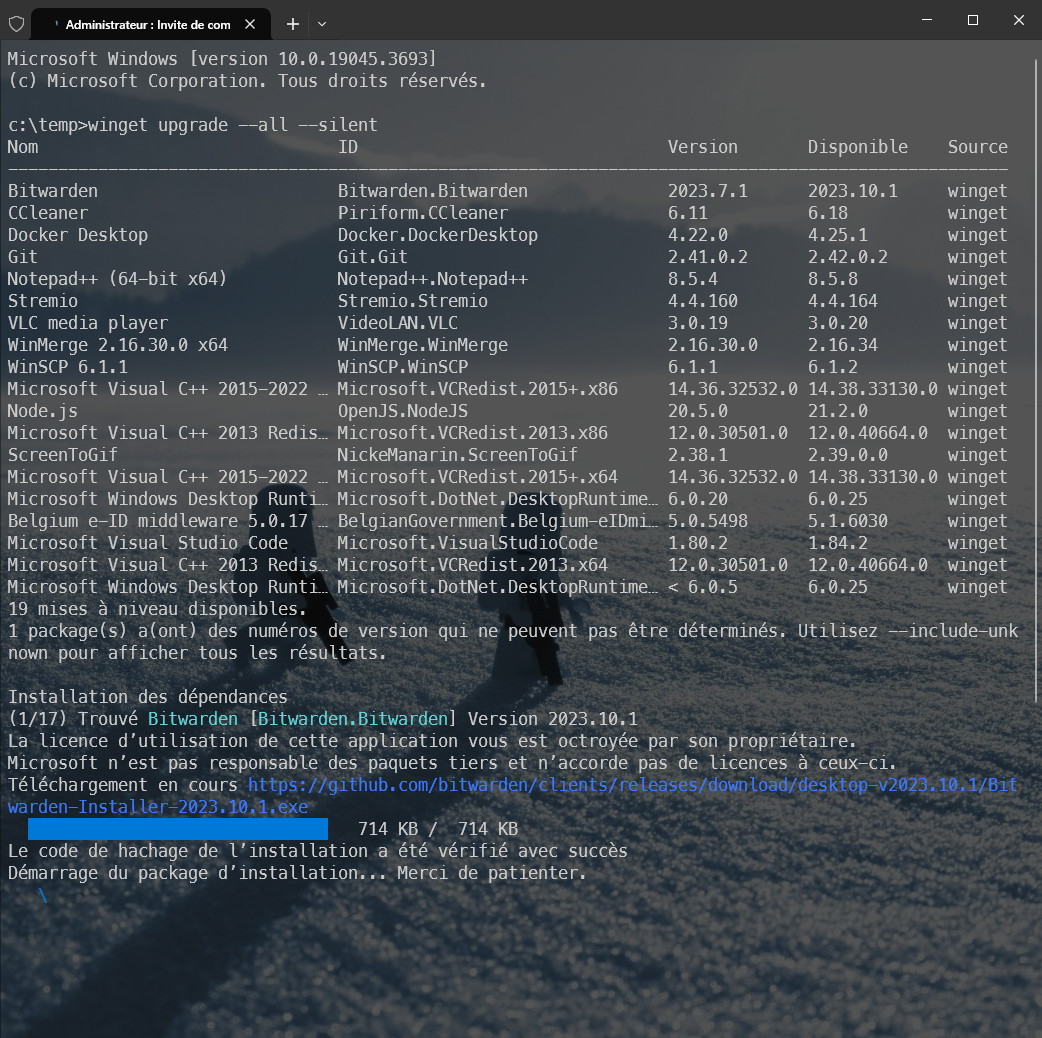 Administrateur : Invite de com
Microsoft Windows [version 10.0.19045.3693]
(c) Microsoft Corporation. Tous droits réservés.
c:\temp>winget upgrade --all --silent
Nom ID Version Disponible Source
----------------------------------------------------------------------------------------------------
Bitwarden Bitwarden.Bitwarden 2023.7.1 2023.10.1 winget
CCleaner Piriform.CCleaner 6.11 6.18 winget
Docker Desktop Docker.DockerDesktop 4.22.0 4.25.1 winget
Git Git.Git 2.41.0.2 2.42.0.2 winget
Notepad++ (64-bit x64) Notepad++.Notepad++ 8.5.4 8.5.8 winget
Stremio Stremio.Stremio 4.4.160 4.4.164 winget
VLC media player VideoLAN.VLC 3.0.19 3.0.20 winget
WinMerge 2.16.30.0 x64 WinMerge.WinMerge 2.16.30.0 2.16.34 winget
WinSCP 6.1.1 WinSCP.WinSCP 6.1.1 6.1.2 winget
Microsoft Visual C++ 2015-2022 … Microsoft.VCRedist.2015+.x86 14.36.32532.0 14.38.33130.0 winget
Node.js OpenJS.NodeJS 20.5.0 21.2.0 winget
Microsoft Visual C++ 2013 Redis… Microsoft.VCRedist.2013.x86 12.0.30501.0 12.0.40664.0 winget
ScreenToGif NickeManarin.ScreenToGif 2.38.1 2.39.0.0 winget
Microsoft Visual C++ 2015-2022 … Microsoft.VCRedist.2015+.x64 14.36.32532.0 14.38.33130.0 winget
Microsoft Windows Desktop Runti… Microsoft.DotNet.DesktopRuntime… 6.0.20 6.0.25 winget
Belgium e-ID middleware 5.0.17 … BelgianGovernment.Belgium-eIDmi… 5.0.5498 5.1.6030 winget
Microsoft Visual Studio Code Microsoft.VisualStudioCode 1.80.2 1.84.2 winget
Microsoft Visual C++ 2013 Redis… Microsoft.VCRedist.2013.x64 12.0.30501.0 12.0.40664.0 winget
Microsoft Windows Desktop Runti… Microsoft.DotNet.DesktopRuntime… < 6.0.5 6.0.25 winget
19 mises à niveau disponibles.
1 package(s) a(ont) des numéros de version qui ne peuvent pas être déterminés. Utilisez --include-unk
nown pour afficher tous les résultats.
Installation des dépendances
(1/17) Trouvé Bitwarden [Bitwarden.Bitwarden] Version 2023.10.1
La licence d’utilisation de cette application vous est octroyée par son propriétaire.
Microsoft n’est pas responsable des paquets tiers et n’accorde pas de licences à ceux-ci.
Téléchargement en cours https://github.com/bitwarden/clients/releases/download/desktop-v2023.10.1/Bit
warden-Installer-2023.10.1.exe
714 KB / 714 KB
Le code de hachage de l’installation a été vérifié avec succès
Démarrage du package d’installation... Merci de patienter.
\